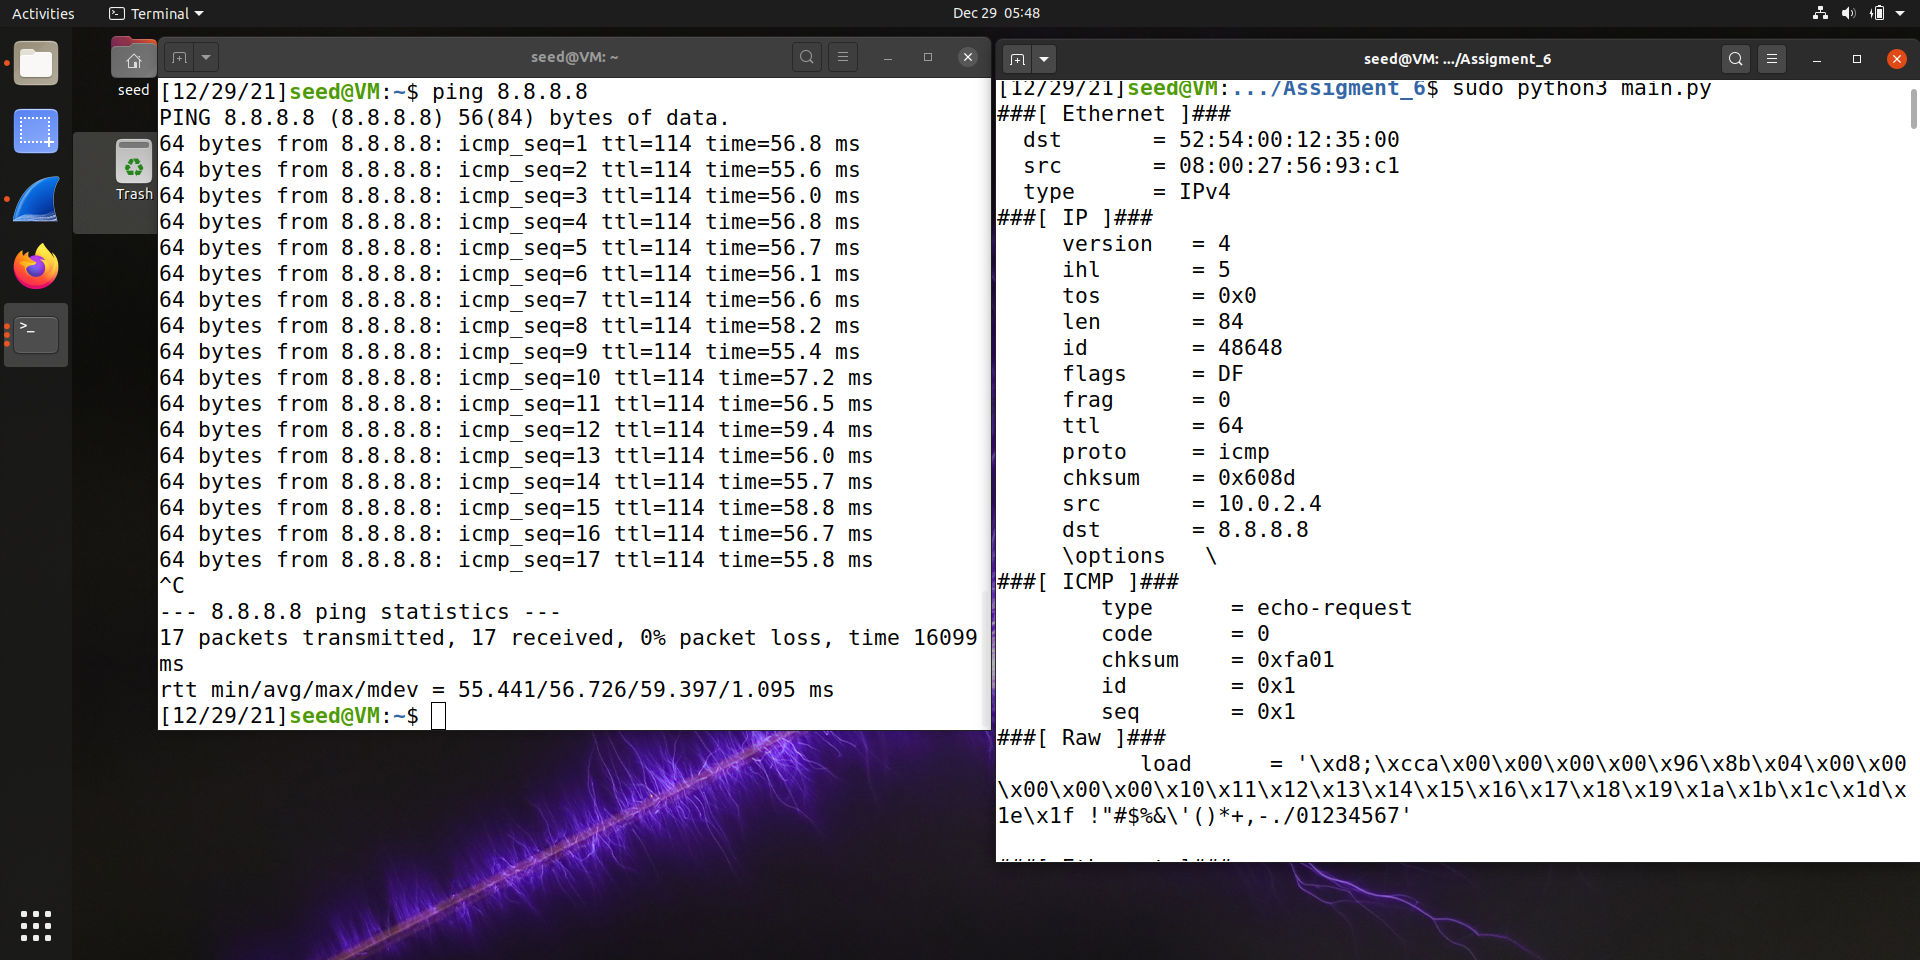 Activities
Terminal
Dec 29 05:48
seed
Trash
seed@VM: ~
[12/29/21]seed@VM:~$ ping 8.8.8.8
PING 8.8.8.8 (8.8.8.8) 56(84) bytes of data.
64 bytes from 8.8.8.8: icmp_seq=1 ttl=114 time=56.8 ms
64 bytes from 8.8.8.8: icmp_seq=2 ttl=114 time=55.6 ms
64 bytes from 8.8.8.8: icmp_seq=3 ttl=114 time=56.0 ms
64 bytes from 8.8.8.8: icmp_seq=4 ttl=114 time=56.8 ms
64 bytes from 8.8.8.8: icmp_seq=5 ttl=114 time=56.7 ms
64 bytes from 8.8.8.8: icmp_seq=6 ttl=114 time=56.1 ms
64 bytes from 8.8.8.8: icmp_seq=7 ttl=114 time=56.6 ms
64 bytes from 8.8.8.8: icmp_seq=8 ttl=114 time=58.2 ms
64 bytes from 8.8.8.8: icmp_seq=9 ttl=114 time=55.4 ms
64 bytes from 8.8.8.8: icmp_seq=10 ttl=114 time=57.2 ms
64 bytes from 8.8.8.8: icmp_seq=11 ttl=114 time=56.5 ms
64 bytes from 8.8.8.8: icmp_seq=12 ttl=114 time=59.4 ms
64 bytes from 8.8.8.8: icmp_seq=13 ttl=114 time=56.0 ms
64 bytes from 8.8.8.8: icmp_seq=14 ttl=114 time=55.7 ms
64 bytes from 8.8.8.8: icmp_seq=15 ttl=114 time=58.8 ms
64 bytes from 8.8.8.8: icmp_seq=16 ttl=114 time=56.7 ms
64 bytes from 8.8.8.8: icmp_seq=17 ttl=114 time=55.8 ms
^C
--- 8.8.8.8 ping statistics ---
17 packets transmitted, 17 received, 0% packet loss, time 16099
ms
rtt min/avg/max/mdev = 55.441/56.726/59.397/1.095 ms
[12/29/21]seed@VM:~$
seed@VM: .../Assigment_6
[12/29/21]seed@VM:.../Assigment_6$ sudo python3 main.py
###[ Ethernet ]###
dst = 52:54:00:12:35:00
src = 08:00:27:56:93:c1
type = IPv4
###[ IP ]###
version = 4
ihl = 5
tos = 0x0
len = 84
id = 48648
flags = DF
frag = 0
ttl = 64
proto = icmp
chksum = 0x608d
src = 10.0.2.4
dst = 8.8.8.8
\options \
###[ ICMP ]###
type = echo-request
code = 0
chksum = 0xfa01
id = 0x1
seq = 0x1
###[ Raw ]###
load = '\xd8;\xcca\x00\x00\x00\x00\x96\x8b\x04\x00\x00
\x00\x00\x00\x10\x11\x12\x13\x14\x15\x16\x17\x18\x19\x1a\x1b\x1c\x1d\x
1e\x1f !"#$%&\'()*+,-./01234567'